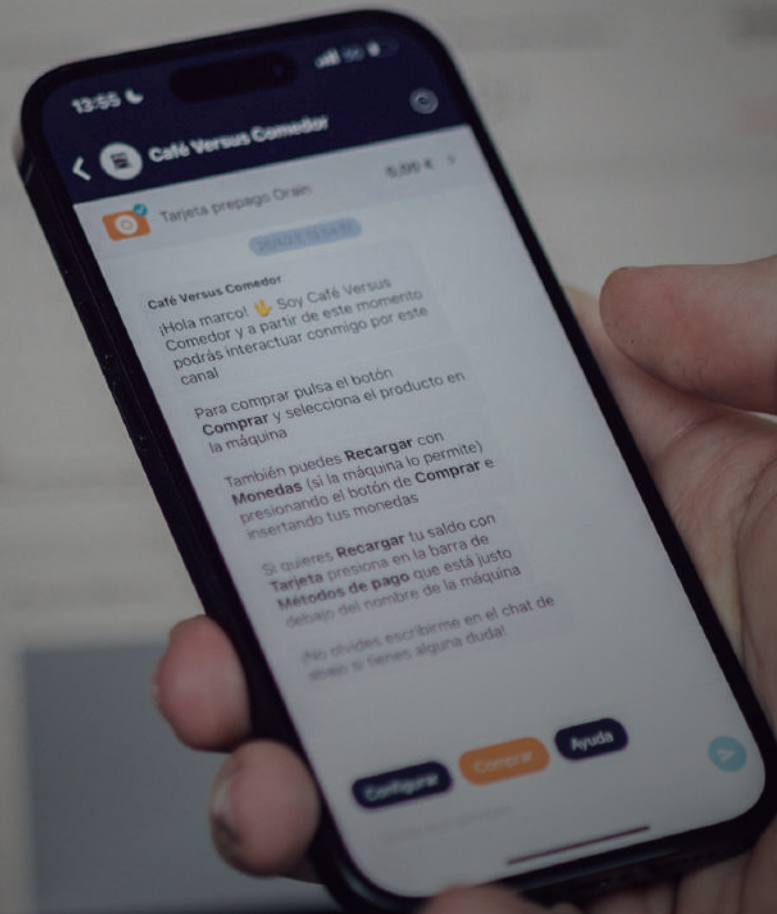 13:55
Café Versus Comedor
Tarjeta prepago Orain
Café Versus Comedor
¡Hola marco! 🖖 Soy Café Versus
Comedor y a partir de este momento
podrás interactuar conmigo por este
canal
Para comprar pulsa el botón
Comprar y selecciona el producto en
la máquina
También puedes Recargar con
Monedas (si la máquina lo permite)
presionando el botón de Comprar e
insertando tus monedas
Si quieres Recargar tu saldo con
Tarjeta presiona en la barra de
Métodos de pago que está justo
debajo del nombre de la máquina
¡No olvides escribirme en el chat de
abajo si tienes alguna duda!
Configurar Comprar Ayuda